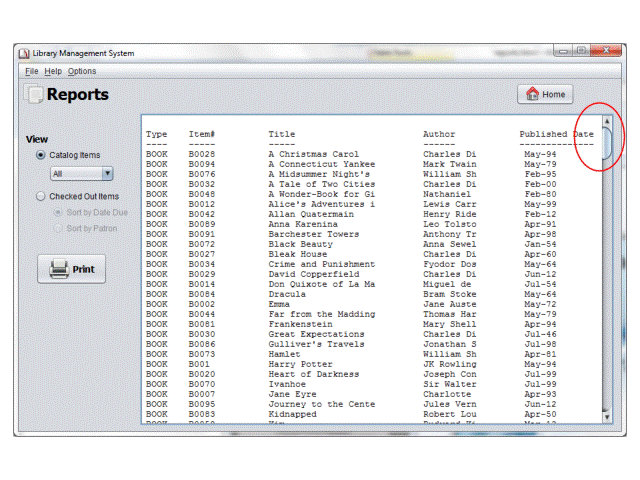 Library Management System
File Help Options
Reports
Home
View
Catalog Items
All
Checked Out Items
Sort by Date Due
Sort by Patron
Print
Type Item# Title Author Published Date
----- ----- ----- ------ --------------
BOOK B0028 A Christmas Carol Charles Di May-94
BOOK B0094 A Connecticut Yankee Mark Twain May-79
BOOK B0076 A Midsummer Night's William Sh Feb-95
BOOK B0032 A Tale of Two Cities Charles Di Feb-00
BOOK B0048 A Wonder-Book for Gi Nathaniel Feb-80
BOOK B0012 Alice's Adventures i Lewis Carr May-99
BOOK B0042 Allan Quatermain Henry Ride Feb-12
BOOK B0089 Anna Karenina Leo Tolsto Apr-91
BOOK B0091 Barchester Towers Anthony Tr Apr-98
BOOK B0072 Black Beauty Anna Sewel Jan-54
BOOK B0027 Bleak House Charles Di Apr-60
BOOK B0034 Crime and Punishment Fyodor Dos May-64
BOOK B0029 David Copperfield Charles Di Jun-12
BOOK B0014 Don Quixote of La Ma Miguel de Jul-54
BOOK B0084 Dracula Bram Stoke May-64
BOOK B0002 Emma Jane Auste May-72
BOOK B0044 Far from the Madding Thomas Har May-79
BOOK B0081 Frankenstein Mary Shell Apr-94
BOOK B0030 Great Expectations Charles Di Jul-46
BOOK B0086 Gulliver's Travels Jonathan S Jul-98
BOOK B0073 Hamlet William Sh Apr-81
BOOK B001 Harry Potter JK Rowling May-94
BOOK B0020 Heart of Darkness Joseph Con Jul-99
BOOK B0070 Ivanhoe Sir Walter Jul-99
BOOK B0007 Jane Eyre Charlotte Apr-93
BOOK B0095 Journey to the Cente Jules Vern Jun-12
BOOK B0083 Kidnapped Robert Lou Apr-50
BOOK